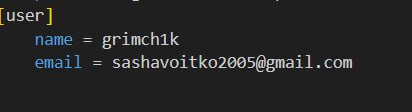 [user]
    name = grimch1k
    email = sashavoitko2005@gmail.com